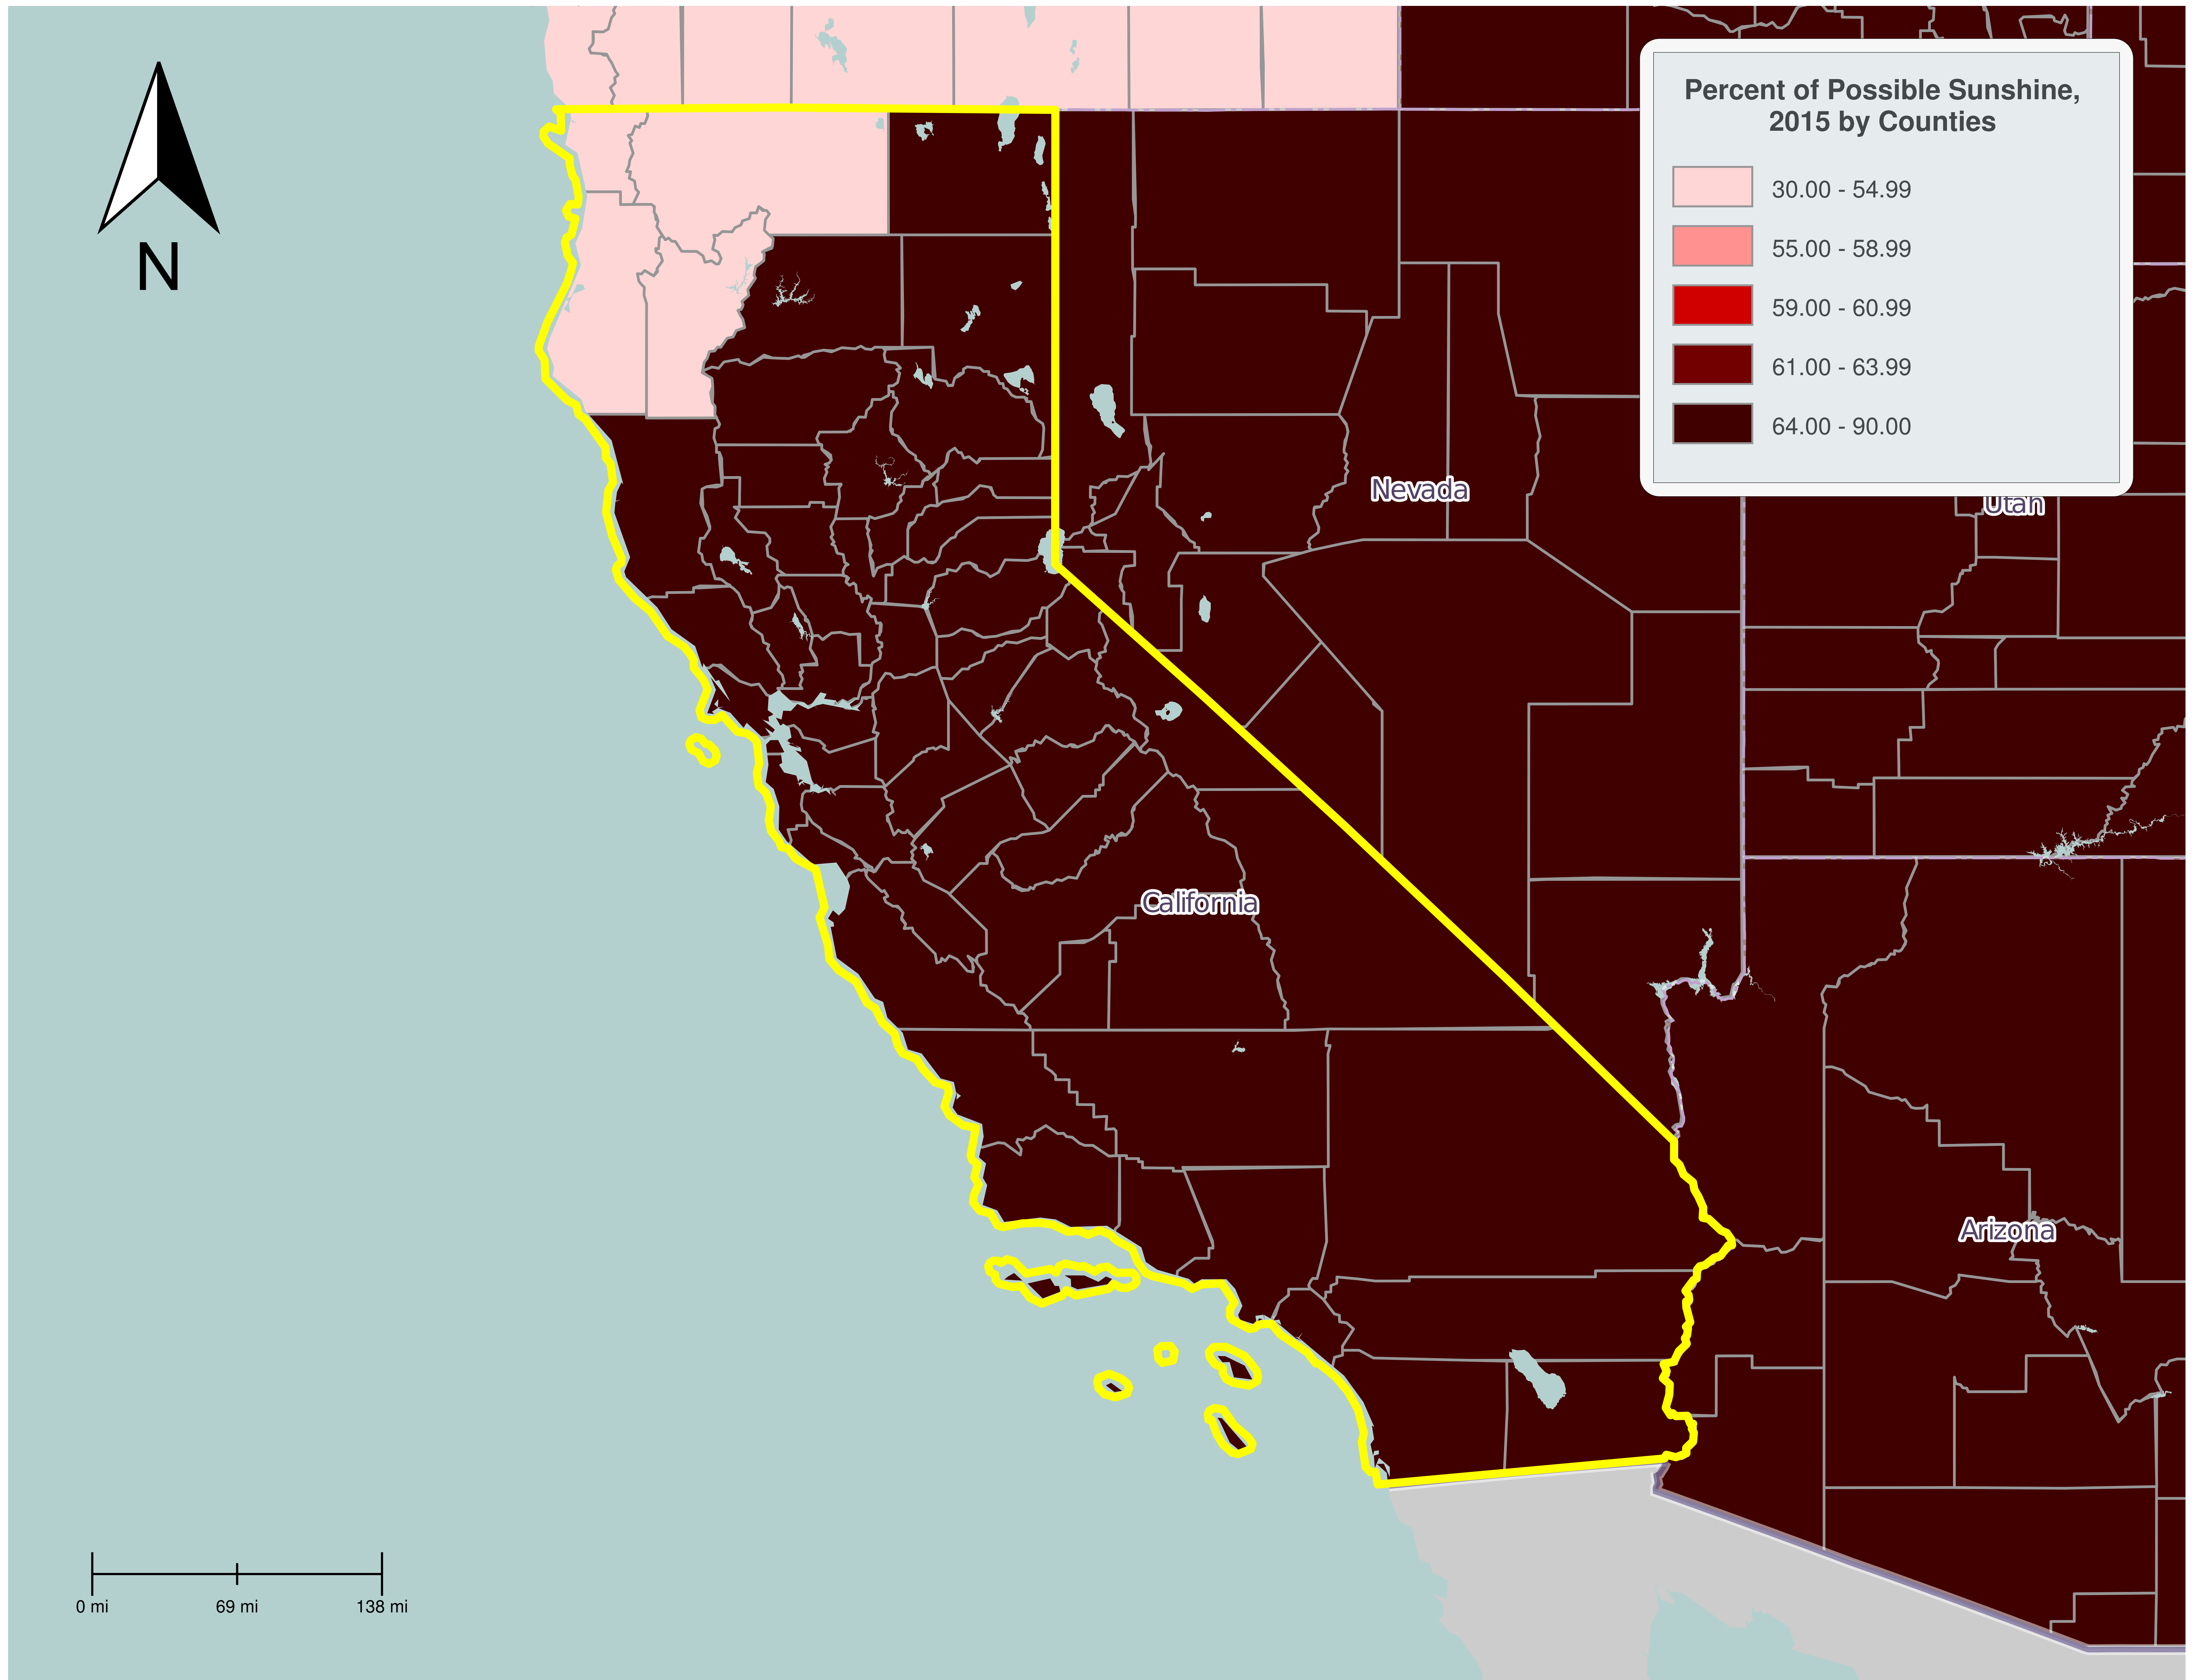 N
Percent of Possible Sunshine,
2015 by Counties
30.00 - 54.99
55.00 - 58.99
59.00 - 60.99
61.00 - 63.99
64.00 - 90.00
Nevada
Utah
California
Arizona
0 mi
69 mi
138 mi